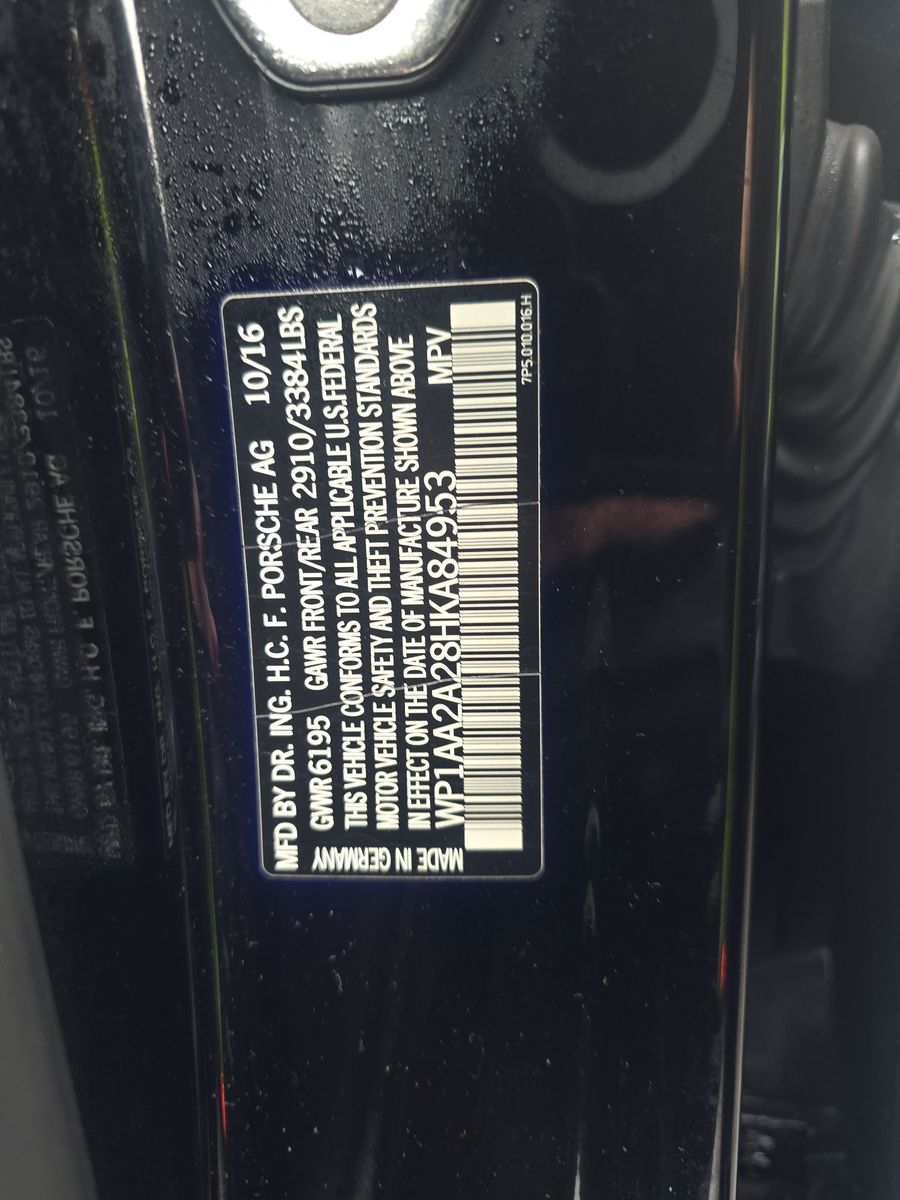 MFD BY DR. ING. H.C. F. PORSCHE AG 10/16
GVWR 6195 GAWR FRONT/REAR 2910/3384LBS
THIS VEHICLE CONFORMS TO ALL APPLICABLE U.S.FEDERAL
MOTOR VEHICLE SAFETY AND THEFT PREVENTION STANDARDS
IN EFFECT ON THE DATE OF MANUFACTURE SHOWN ABOVE
WP1AA2A28HKA84953 MPV
MADE IN GERMANY
7P5.010.016.H